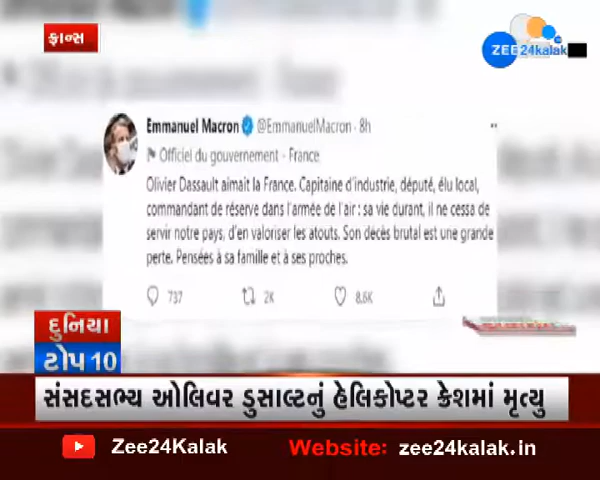 ફ્રાન્સ
ZEE24kalak
Emmanuel Macron @EmmanuelMacron · 8h
Officiel du gouvernement - France
Olivier Dassault aimait la France. Capitaine d'industrie, député, élu local,
commandant de réserve dans l'armée de l'air : sa vie durant, il ne cessa de
servir notre pays, d'en valoriser les atouts. Son décès brutal est une grande
perte. Pensées à sa famille et à ses proches.
737 2K 8.6K
દુનિયા
ટોપ 10
સંસદસભ્ય ઓલિવર ડુસાલ્ટનું હેલિકોપ્ટર ક્રેશમાં મૃત્યુ
Zee24Kalak Website: zee24kalak.in